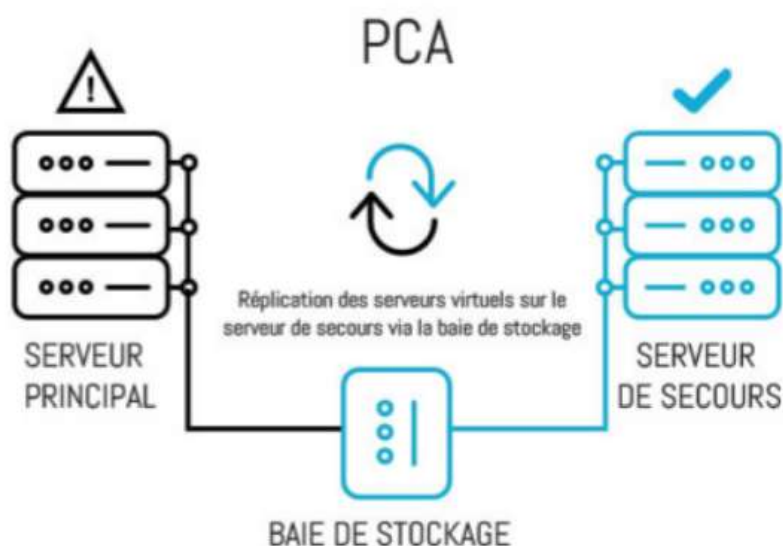 PCA
!
Réplication des serveurs virtuels sur le
serveur de secours via la baie de stockage
SERVEUR
PRINCIPAL
SERVEUR
DE SECOURS
BAIE DE STOCKAGE